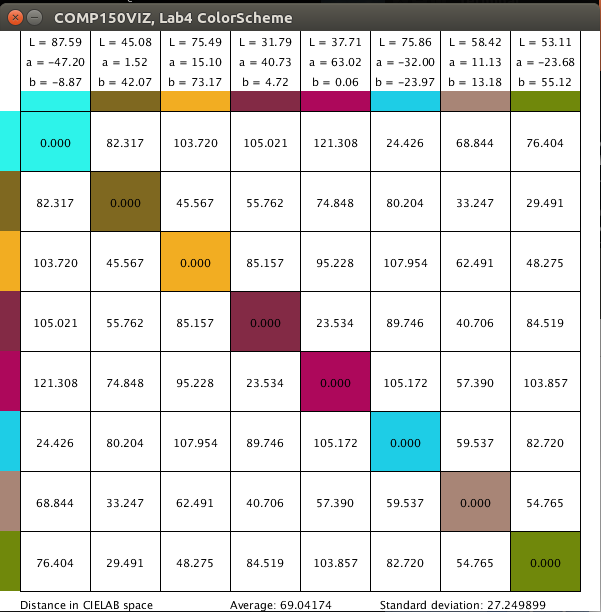 COMP150VIZ, Lab4 ColorScheme
L = 87.59 L = 45.08 L = 75.49 L = 31.79 L = 37.71 L = 75.86 L = 58.42 L = 53.11
a = -47.20 a = 1.52 a = 15.10 a = 40.73 a = 63.02 a = -32.00 a = 11.13 a = -23.68
b = -8.87 b = 42.07 b = 73.17 b = 4.72 b = 0.06 b = -23.97 b = 13.18 b = 55.12
0.000 82.317 103.720 105.021 121.308 24.426 68.844 76.404
82.317 0.000 45.567 55.762 74.848 80.204 33.247 29.491
103.720 45.567 0.000 85.157 95.228 107.954 62.491 48.275
105.021 55.762 85.157 0.000 23.534 89.746 40.706 84.519
121.308 74.848 95.228 23.534 0.000 105.172 57.390 103.857
24.426 80.204 107.954 89.746 105.172 0.000 59.537 82.720
68.844 33.247 62.491 40.706 57.390 59.537 0.000 54.765
76.404 29.491 48.275 84.519 103.857 82.720 54.765 0.000
Distance in CIELAB space Average: 69.04174 Standard deviation: 27.249899